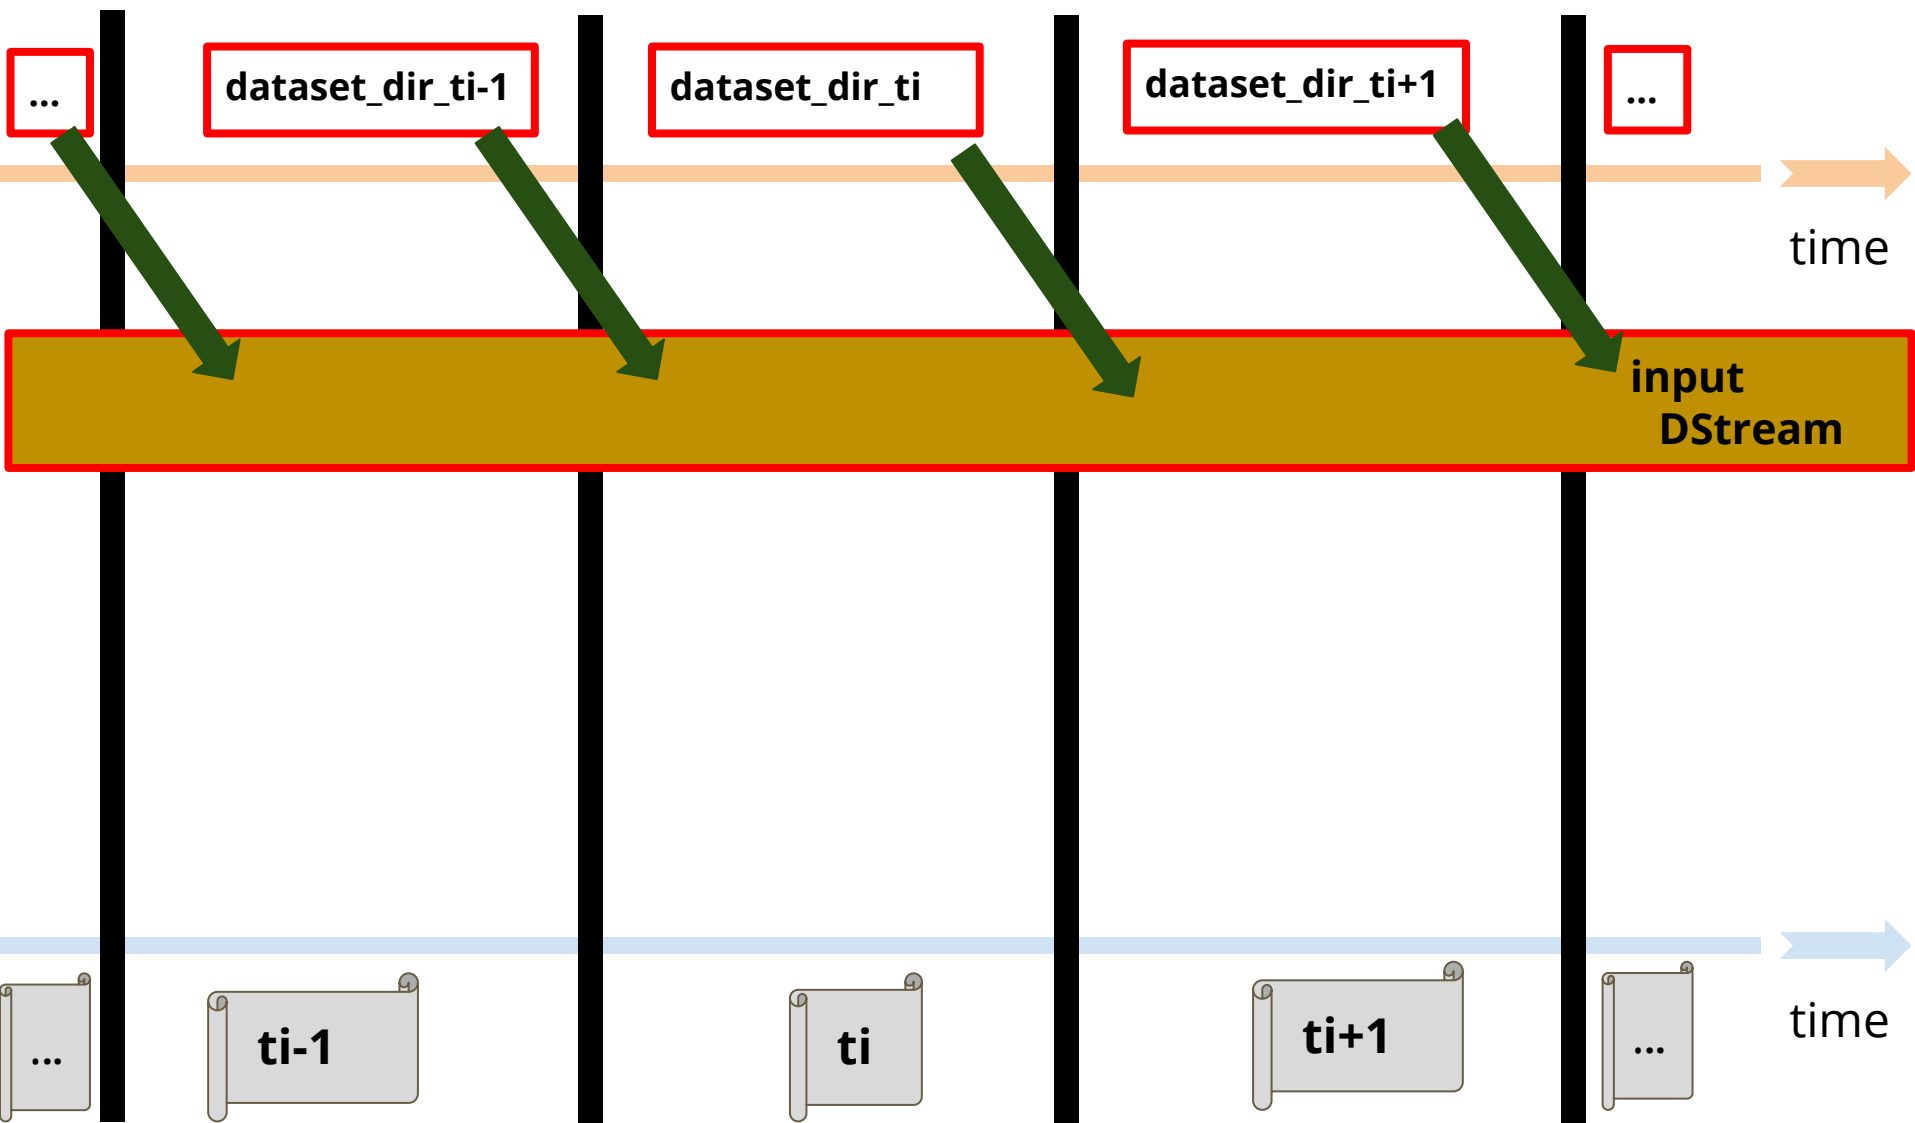 ...
dataset_dir_ti-1
dataset_dir_ti
dataset_dir_ti+1
...
time
input
DStream
...
ti-1
ti
ti+1
...
time